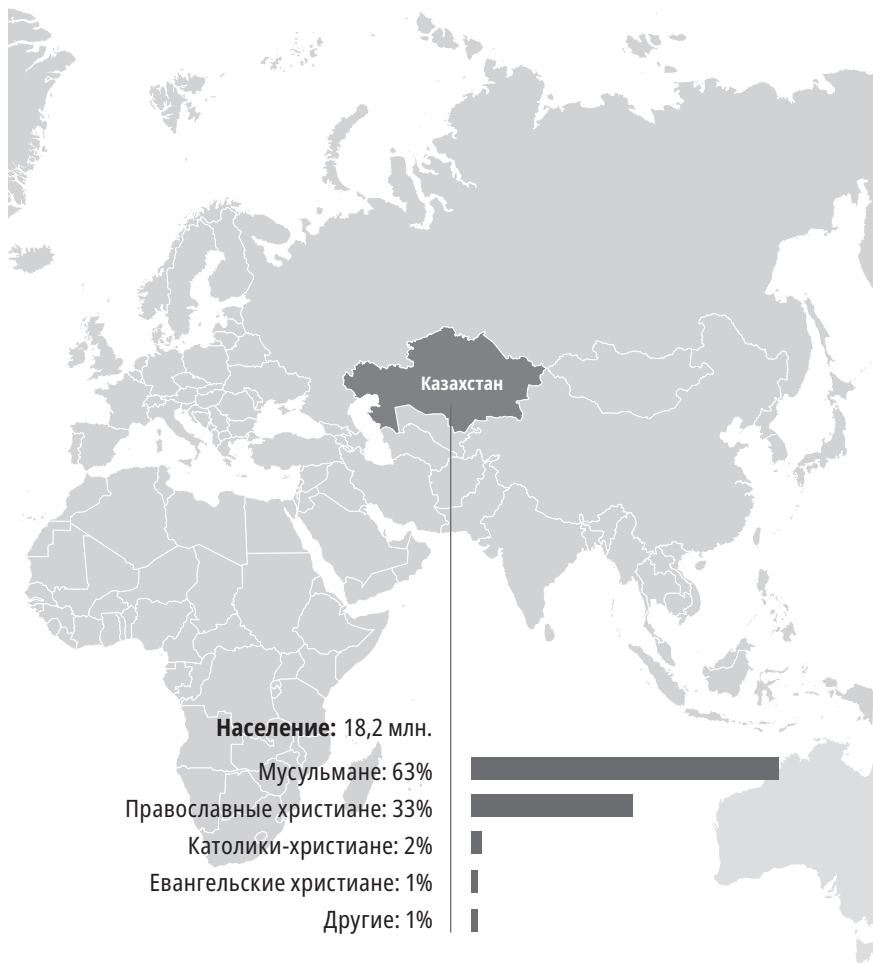 Казахстан
Население: 18,2 млн.
Мусульмане: 63%
Православные христиане: 33%
Католики-христиане: 2%
Евангельские христиане: 1%
Другие: 1%